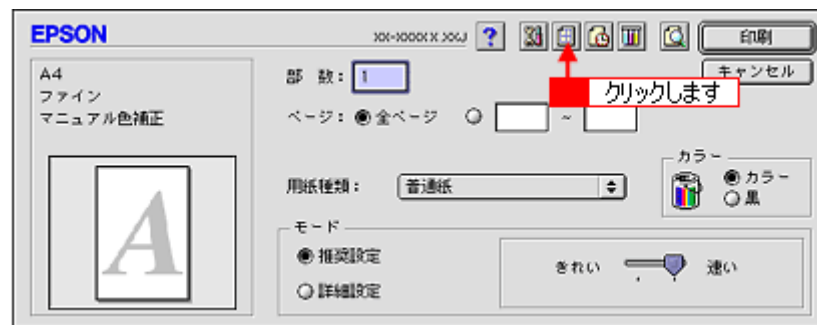 EPSON
XX-XXXX X.XXJ
?
印刷
A4
ファイン
マニュアル色補正
部 数：
1
キャンセル
クリックします
ページ：
全ページ
~
用紙種類：
普通紙
カラー
カラー
黒
モード
推奨設定
詳細設定
きれい
速い
A